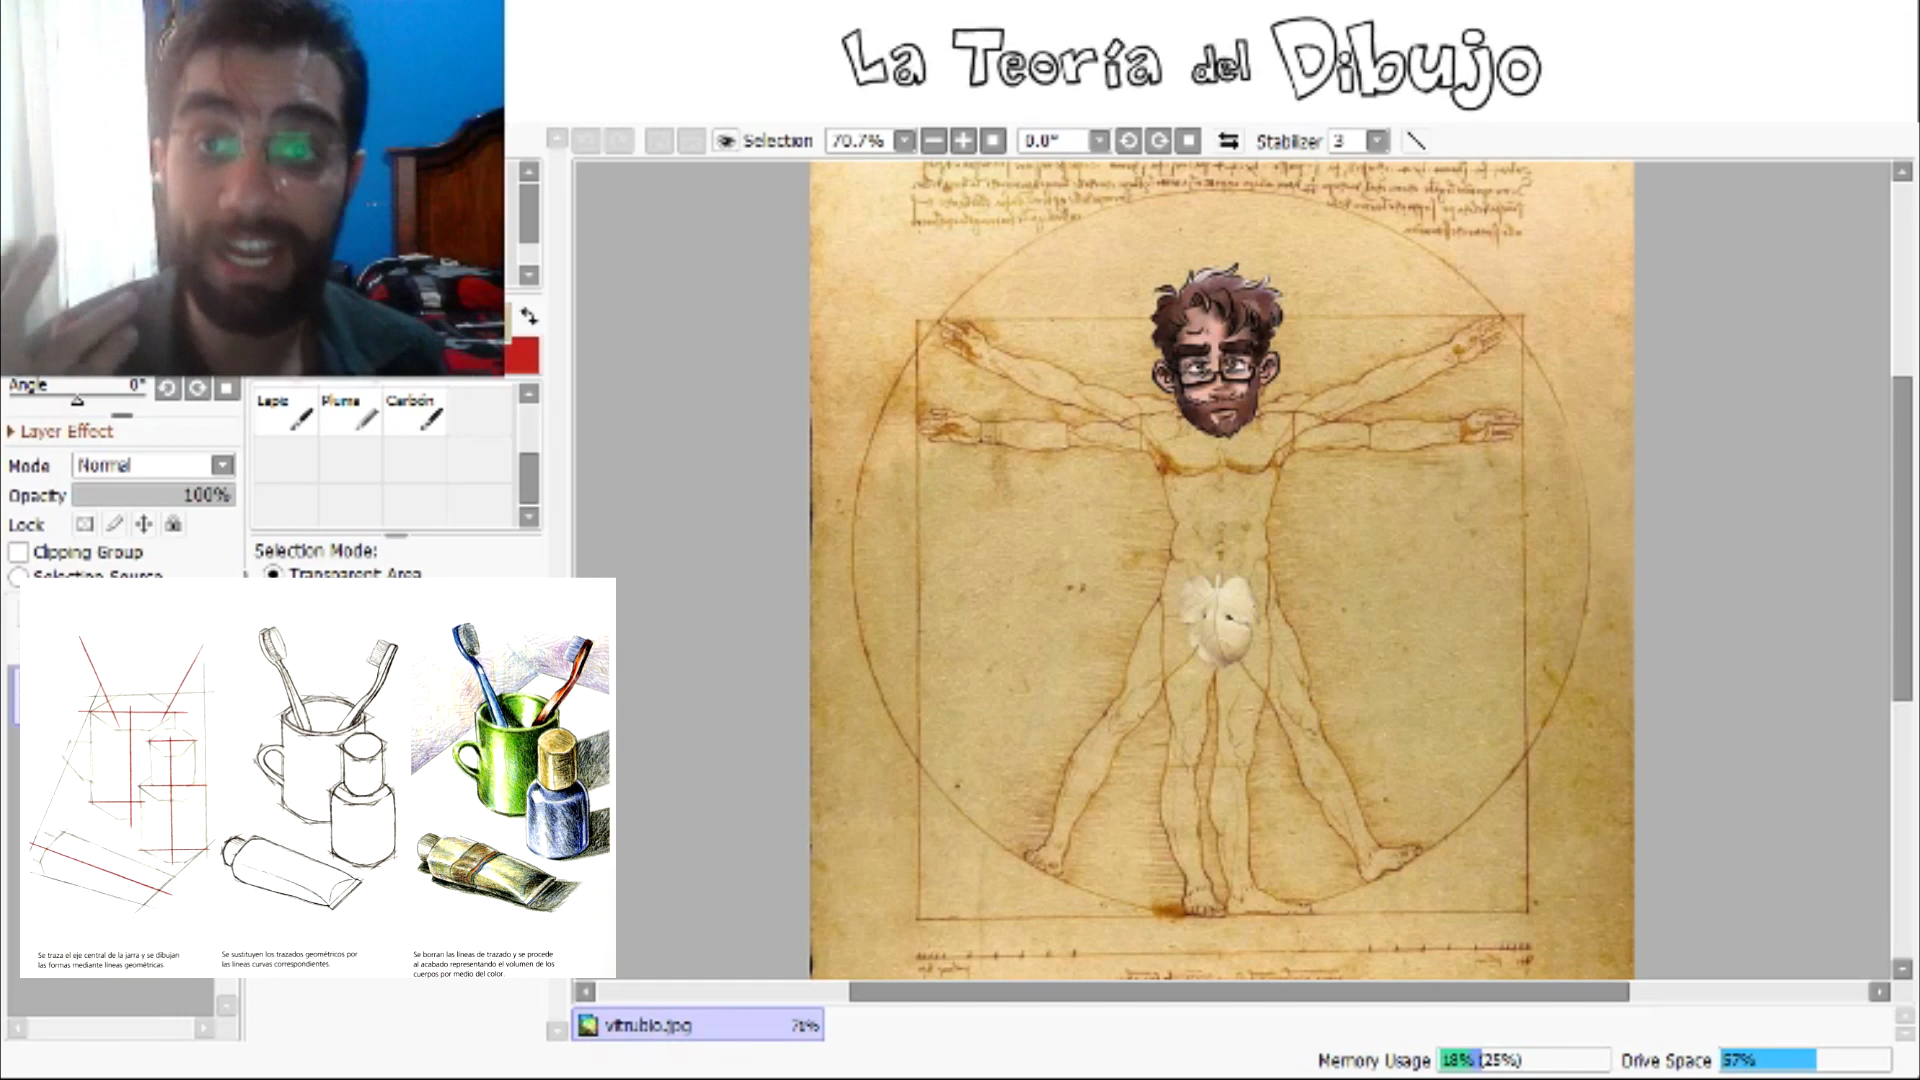 La Teoría del Dibujo
Selection 70.7% 0.0° Stabilizer 3
Angle 0°
Lapiz Pluma Carbón
Layer Effect
Mode Normal
Opacity 100%
Lock
Clipping Group
Selection Source
Selection Mode:
Transparent Area
Se traza el eje central de la jarra y se dibujan
las formas mediante líneas geométricas.
Se sustituyen los trazados geométricos por
las líneas curvas correspondientes.
Se borran las líneas de trazado y se procede
al acabado representando el volumen de los
cuerpos por medio del color.
vitrubio.jpg 71%
Memory Usage 18% (25%) Drive Space 57%